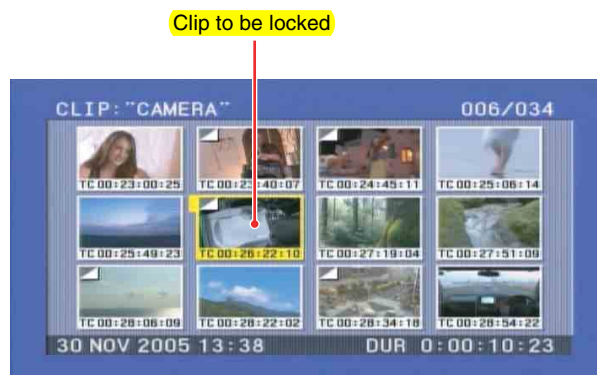 Clip to be locked
CLIP:"CAMERA" 006/034
TC 00:23:00:25 TC 00:23:40:07 TC 00:24:45:11 TC 00:25:06:14
TC 00:25:49:23 TC 00:26:22:10 TC 00:27:19:04 TC 00:27:51:09
TC 00:28:06:09 TC 00:28:22:02 TC 00:28:34:18 TC 00:28:54:22
30 NOV 2005 13:38 DUR 0:00:10:23